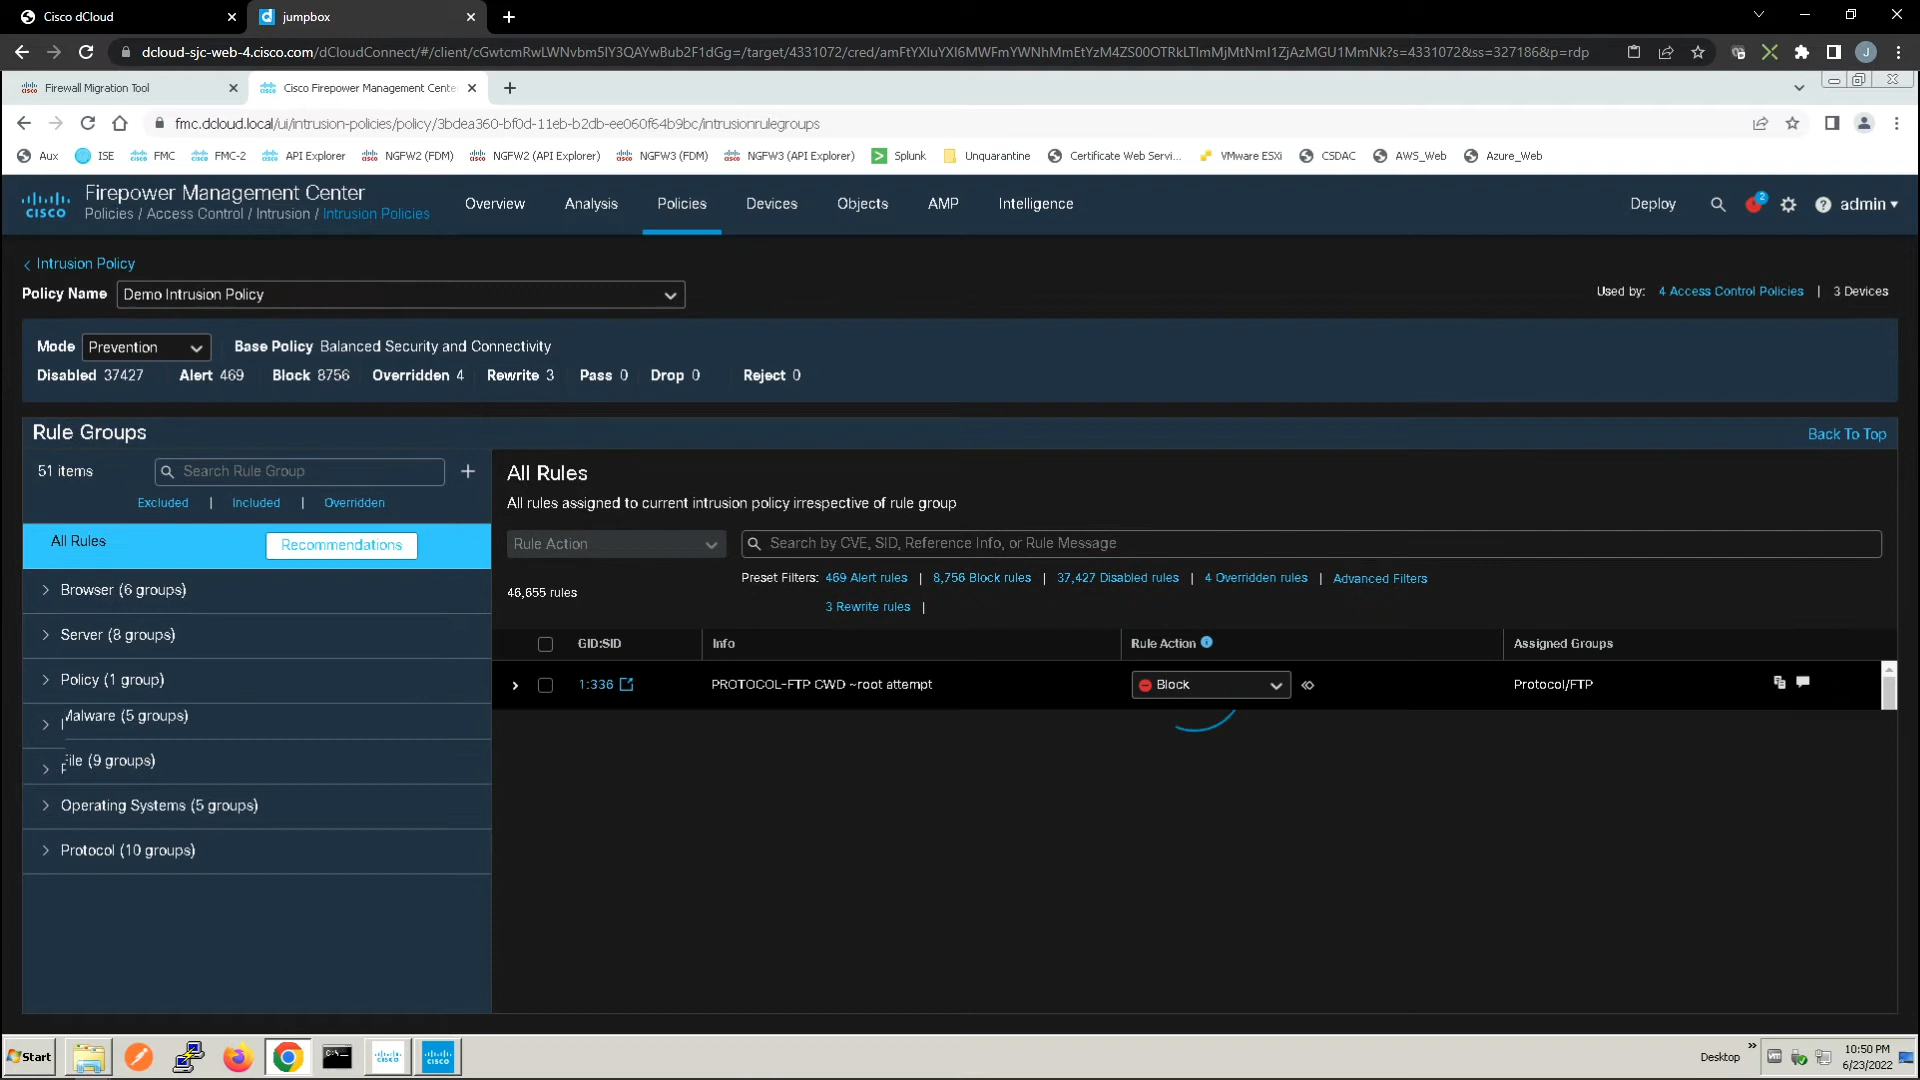 Cisco dCloud
jumpbox
dcloud-sjc-web-4.cisco.com/dCloudConnect/#/client/cGwtcmRwLWNvbm5lY3QAYwBub2F1dGg=/target/4331072/cred/amFtYXIuYXI6MWFmYWNhMmEtYzM4ZS00OTRkLTlmMjMtNmI1ZjAzMGU1MmNk?s=4331072&ss=327186&p=rdp
Firewall Migration Tool
Cisco Firepower Management Center
fmc.dcloud.local/ui/intrusion-policies/policy/3bdea360-bf0d-11eb-b2db-ee060f64b9bc/intrusionrulegroups
Aux ISE FMC FMC-2 API Explorer NGFW2 (FDM) NGFW2 (API Explorer) NGFW3 (FDM) NGFW3 (API Explorer) Splunk Unquarantine Certificate Web Servi... VMware ESXi CSDAC AWS_Web Azure_Web
CISCO
Firepower Management Center
Policies / Access Control / Intrusion / Intrusion Policies
Overview Analysis Policies Devices Objects AMP Intelligence Deploy 2 admin
Intrusion Policy
Policy Name Demo Intrusion Policy
Used by: 4 Access Control Policies | 3 Devices
Mode Prevention Base Policy Balanced Security and Connectivity
Disabled 37427 Alert 469 Block 8756 Overridden 4 Rewrite 3 Pass 0 Drop 0 Reject 0
Rule Groups
Back To Top
51 items Search Rule Group
Excluded | Included | Overridden
All Rules Recommendations
Browser (6 groups)
Server (8 groups)
Policy (1 group)
Malware (5 groups)
File (9 groups)
Operating Systems (5 groups)
Protocol (10 groups)
All Rules
All rules assigned to current intrusion policy irrespective of rule group
Rule Action
Search by CVE, SID, Reference Info, or Rule Message
46,655 rules
Preset Filters: 469 Alert rules | 8,756 Block rules | 37,427 Disabled rules | 4 Overridden rules | Advanced Filters
3 Rewrite rules |
GID:SID Info Rule Action Assigned Groups
1:336 PROTOCOL-FTP CWD ~root attempt Block Protocol/FTP
Start
Desktop
10:50 PM
6/23/2022